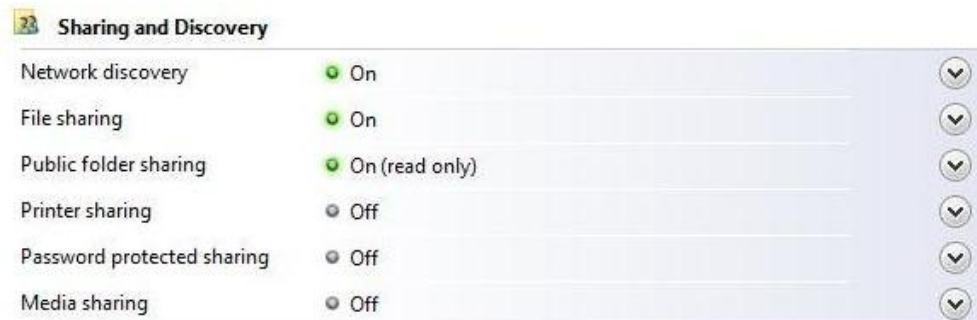 Sharing and Discovery
Network discovery On
File sharing On
Public folder sharing On (read only)
Printer sharing Off
Password protected sharing Off
Media sharing Off